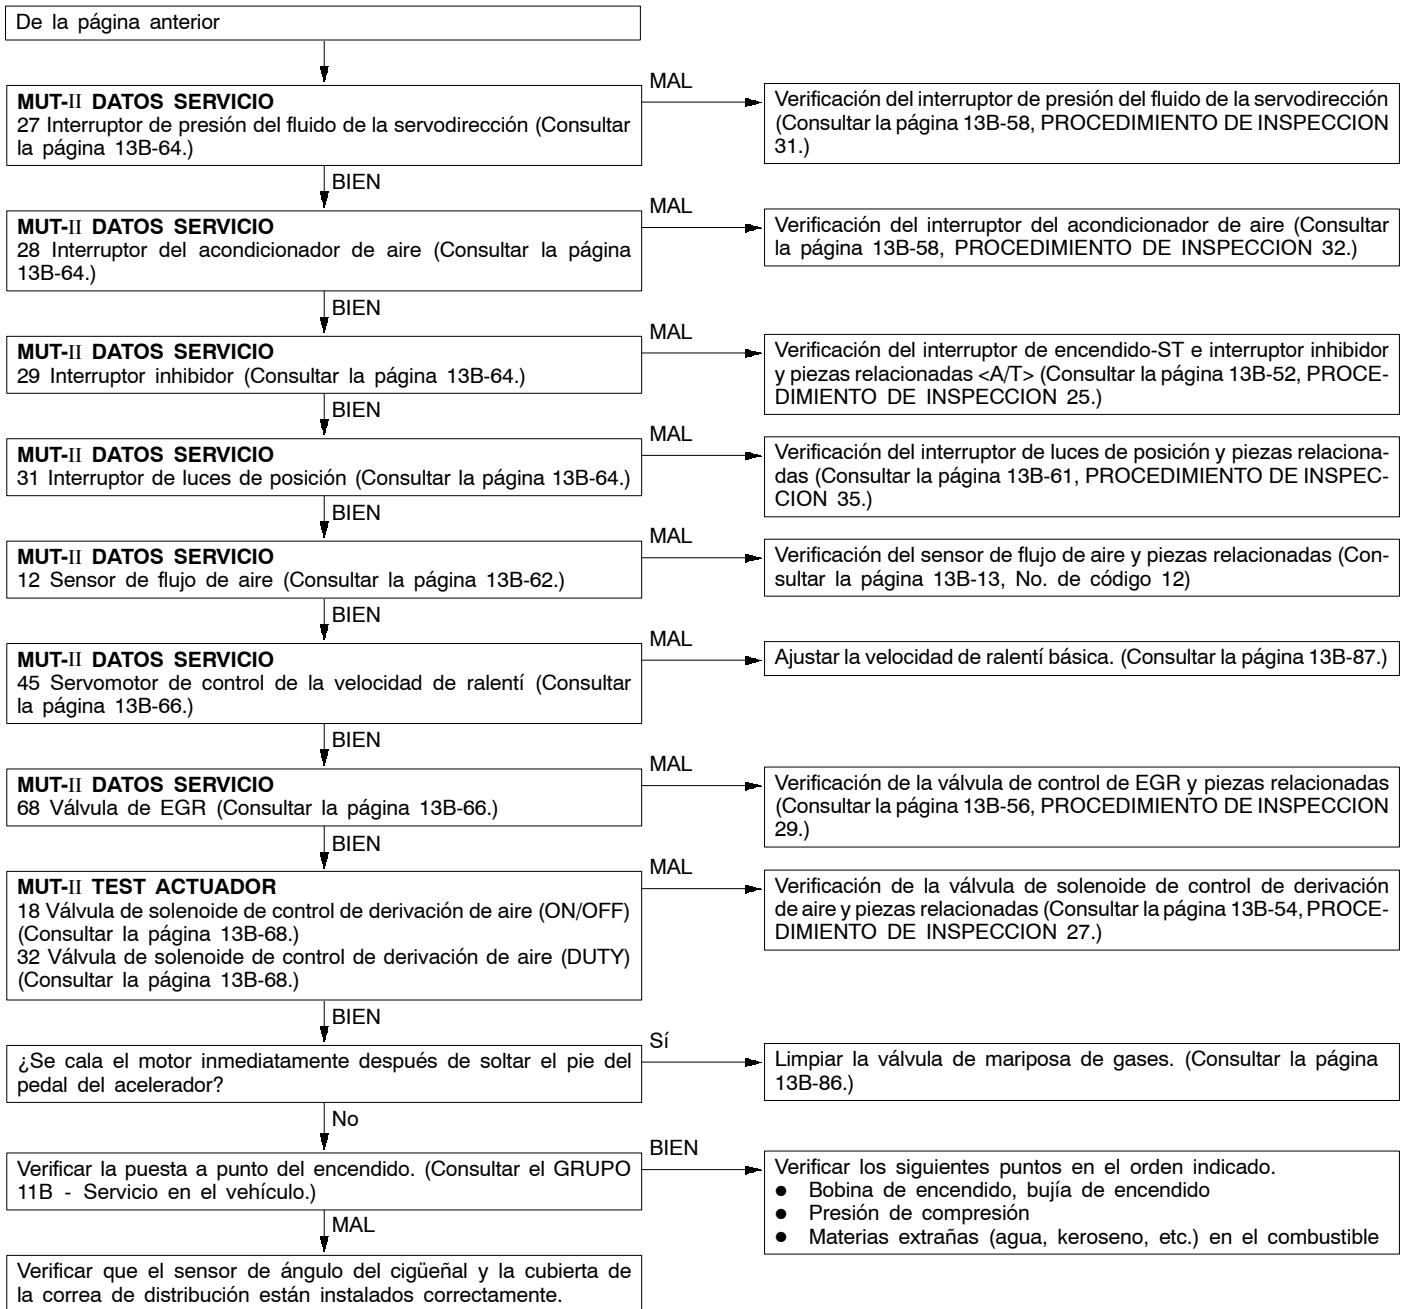 De la página anterior
MAL
MUT-II DATOS SERVICIO
27 Interruptor de presión del fluido de la servodirección (Consultar
la página 13B-64.)
Verificación del interruptor de presión del fluido de la servodirección
(Consultar la página 13B-58, PROCEDIMIENTO DE INSPECCION
31.)
BIEN
MAL
MUT-II DATOS SERVICIO
28 Interruptor del acondicionador de aire (Consultar la página
13B-64.)
Verificación del interruptor del acondicionador de aire (Consultar
la página 13B-58, PROCEDIMIENTO DE INSPECCION 32.)
BIEN
MAL
MUT-II DATOS SERVICIO
29 Interruptor inhibidor (Consultar la página 13B-64.)
Verificación del interruptor de encendido-ST e interruptor inhibidor
y piezas relacionadas <A/T> (Consultar la página 13B-52, PROCE-
DIMIENTO DE INSPECCION 25.)
BIEN
MAL
MUT-II DATOS SERVICIO
31 Interruptor de luces de posición (Consultar la página 13B-64.)
Verificación del interruptor de luces de posición y piezas relaciona-
das (Consultar la página 13B-61, PROCEDIMIENTO DE INSPEC-
CION 35.)
BIEN
MAL
MUT-II DATOS SERVICIO
12 Sensor de flujo de aire (Consultar la página 13B-62.)
Verificación del sensor de flujo de aire y piezas relacionadas (Con-
sultar la página 13B-13, No. de código 12)
BIEN
MAL
MUT-II DATOS SERVICIO
45 Servomotor de control de la velocidad de ralentí (Consultar
la página 13B-66.)
Ajustar la velocidad de ralentí básica. (Consultar la página 13B-87.)
BIEN
MAL
MUT-II DATOS SERVICIO
68 Válvula de EGR (Consultar la página 13B-66.)
Verificación de la válvula de control de EGR y piezas relacionadas
(Consultar la página 13B-56, PROCEDIMIENTO DE INSPECCION
29.)
BIEN
MAL
MUT-II TEST ACTUADOR
18 Válvula de solenoide de control de derivación de aire (ON/OFF)
(Consultar la página 13B-68.)
32 Válvula de solenoide de control de derivación de aire (DUTY)
(Consultar la página 13B-68.)
Verificación de la válvula de solenoide de control de derivación
de aire y piezas relacionadas (Consultar la página 13B-54, PROCE-
DIMIENTO DE INSPECCION 27.)
BIEN
Sí
¿Se cala el motor inmediatamente después de soltar el pie del
pedal del acelerador?
Limpiar la válvula de mariposa de gases. (Consultar la página
13B-86.)
No
BIEN
Verificar la puesta a punto del encendido. (Consultar el GRUPO
11B - Servicio en el vehículo.)
Verificar los siguientes puntos en el orden indicado.
● Bobina de encendido, bujía de encendido
● Presión de compresión
● Materias extrañas (agua, keroseno, etc.) en el combustible
MAL
Verificar que el sensor de ángulo del cigüeñal y la cubierta de
la correa de distribución están instalados correctamente.